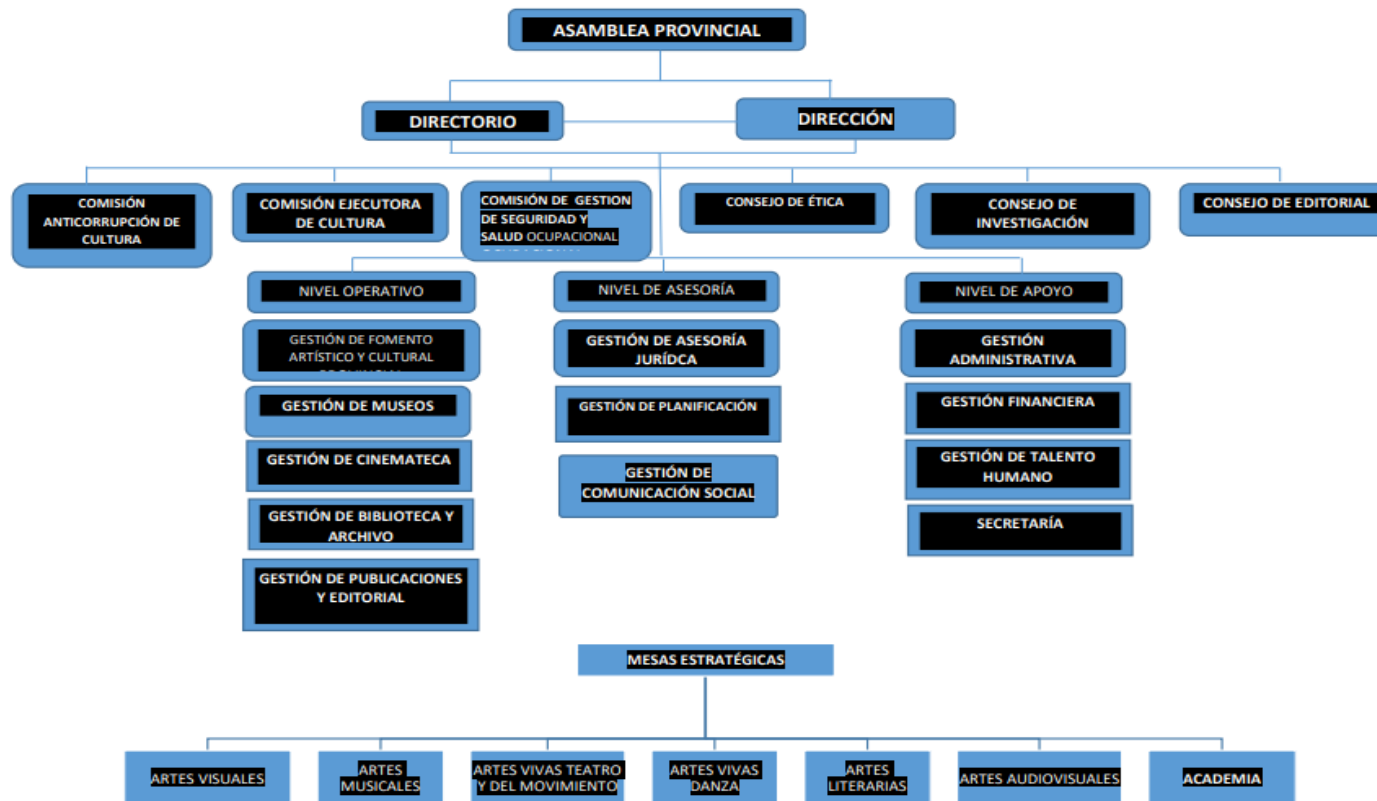 ASAMBLEA PROVINCIAL
DIRECTORIO
DIRECCIÓN
COMISIÓN
ANTICORRUPCIÓN DE
CULTURA
COMISIÓN EJECUTORA
DE CULTURA
COMISIÓN DE GESTION
DE SEGURIDAD Y
SALUD OCUPACIONAL
CONSEJO DE ÉTICA
CONSEJO DE
INVESTIGACIÓN
CONSEJO DE EDITORIAL
NIVEL OPERATIVO
NIVEL DE ASESORÍA
NIVEL DE APOYO
GESTIÓN DE FOMENTO
ARTÍSTICO Y CULTURAL
GESTIÓN DE ASESORÍA
JURÍDCA
GESTIÓN
ADMINISTRATIVA
GESTIÓN DE MUSEOS
GESTIÓN DE PLANIFICACIÓN
GESTIÓN FINANCIERA
GESTIÓN DE CINEMATECA
GESTIÓN DE
COMUNICACIÓN SOCIAL
GESTIÓN DE TALENTO
HUMANO
GESTIÓN DE BIBLIOTECA Y
ARCHIVO
SECRETARÍA
GESTIÓN DE PUBLICACIONES
Y EDITORIAL
MESAS ESTRATÉGICAS
ARTES VISUALES
ARTES
MUSICALES
ARTES VIVAS TEATRO
Y DEL MOVIMIENTO
ARTES VIVAS
DANZA
ARTES
LITERARIAS
ARTES AUDIOVISUALES
ACADEMIA